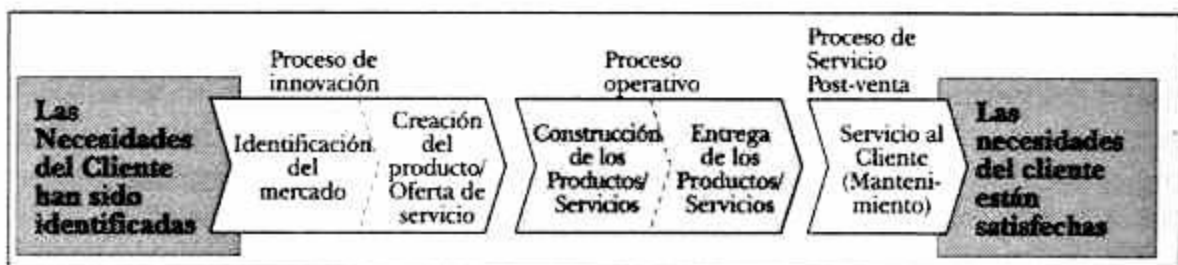 Las
Necesidades
del Cliente
han sido
identificadas
Proceso de
innovación
Identificación
del
mercado
Creación
del
producto/
Oferta de
servicio
Proceso
operativo
Construcción
de los
Productos/
Servicios
Entrega
de los
Productos/
Servicios
Proceso de
Servicio
Post-venta
Servicio al
Cliente
(Manteni-
miento)
Las
necesidades
del cliente
están
satisfechas